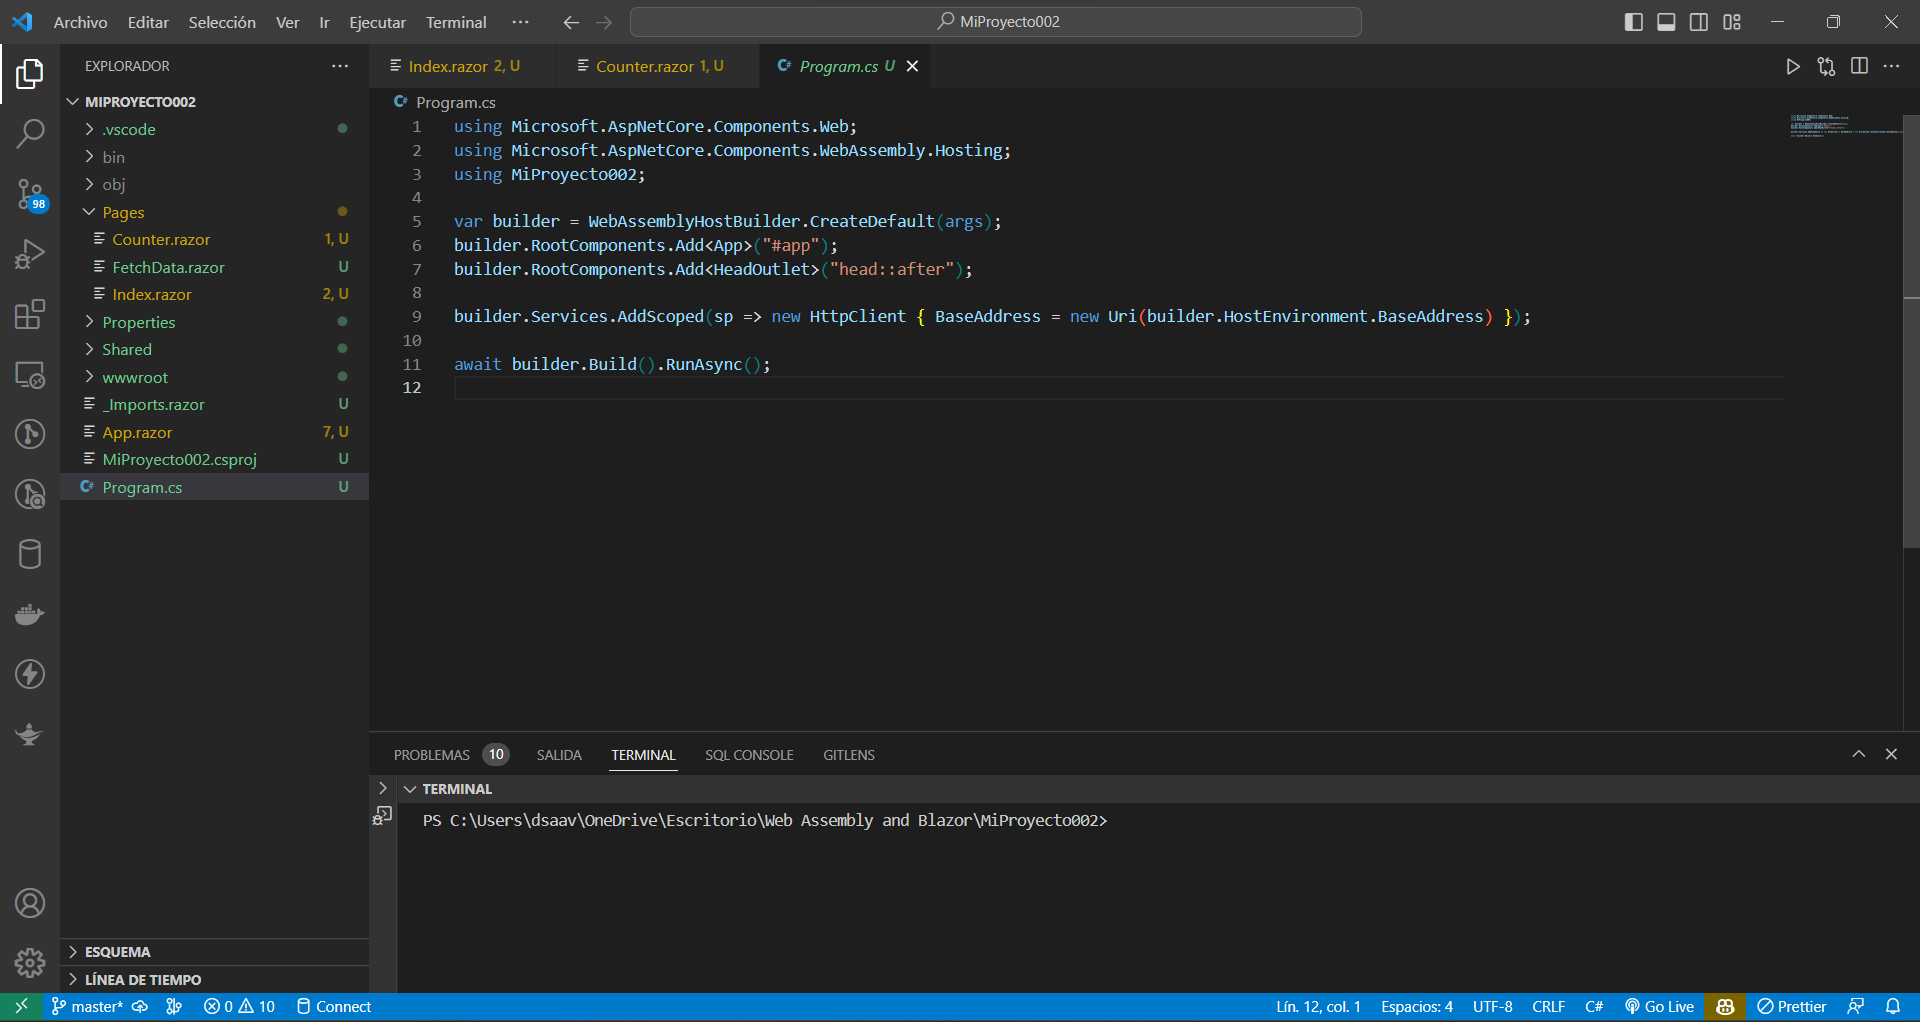 Archivo Editar Selección Ver Ir Ejecutar Terminal ··· MiProyecto002
EXPLORADOR ···
MIPROYECTO002
.vscode
bin
obj
Pages
Counter.razor 1, U
FetchData.razor U
Index.razor 2, U
Properties
Shared
wwwroot
_Imports.razor U
App.razor 7, U
MiProyecto002.csproj U
C# Program.cs U
98
ESQUEMA
LÍNEA DE TIEMPO
Index.razor 2, U Counter.razor 1, U C# Program.cs U
C# Program.cs
1 using Microsoft.AspNetCore.Components.Web;
2 using Microsoft.AspNetCore.Components.WebAssembly.Hosting;
3 using MiProyecto002;
4
5 var builder = WebAssemblyHostBuilder.CreateDefault(args);
6 builder.RootComponents.Add<App>("#app");
7 builder.RootComponents.Add<HeadOutlet>("head::after");
8
9 builder.Services.AddScoped(sp => new HttpClient { BaseAddress = new Uri(builder.HostEnvironment.BaseAddress) });
10
11 await builder.Build().RunAsync();
12
PROBLEMAS 10 SALIDA TERMINAL SQL CONSOLE GITLENS
TERMINAL
PS C:\Users\dsaav\OneDrive\Escritorio\Web Assembly and Blazor\MiProyecto002>
master* 0 10 Connect Lín. 12, col. 1 Espacios: 4 UTF-8 CRLF C# Go Live Prettier